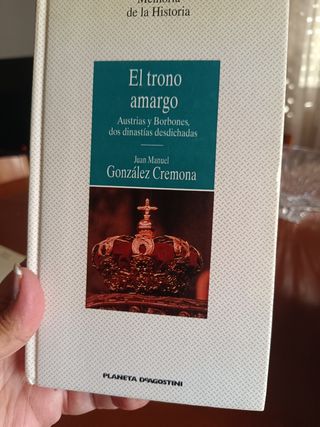 Memoria
de la Historia
El trono
amargo
Austrias y Borbones,
dos dinastías desdichadas
Juan Manuel
González Cremona
PLANETA DEAGOSTINI